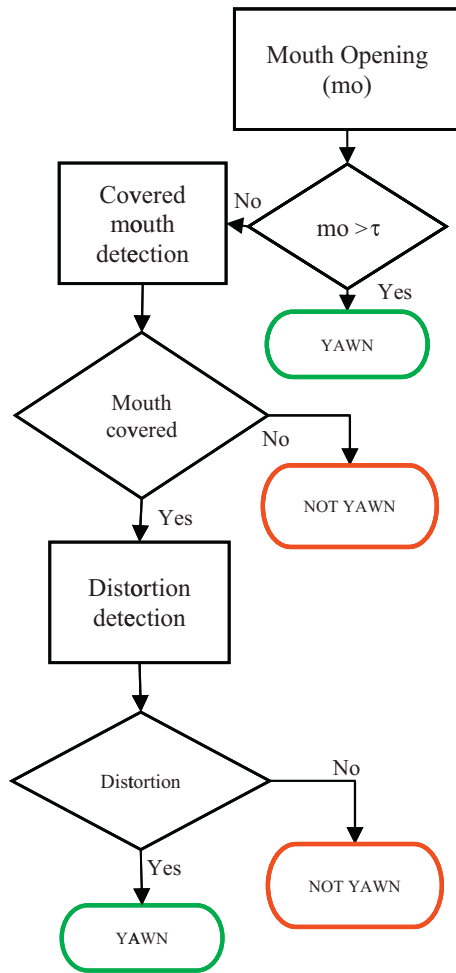 Mouth Opening
(mo)
No
Covered
mouth
detection
mo > τ
Yes
YAWN
Mouth
covered
No
NOT YAWN
Yes
Distortion
detection
No
Distortion
Yes
NOT YAWN
YAWN